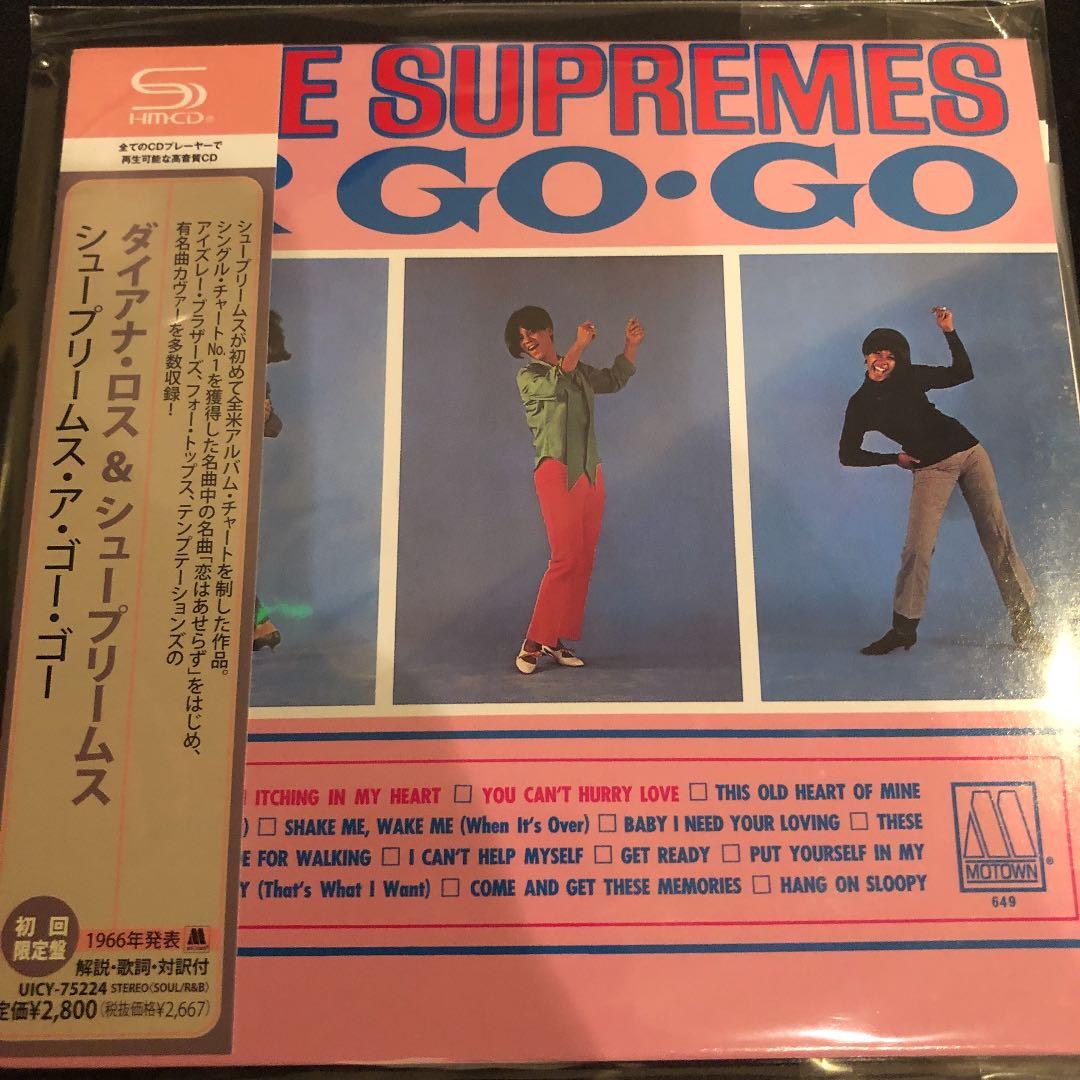 SHM-CD®
全てのCDプレーヤーで
再生可能な高音質CD
シュープリームスが初めて全米アルバム・チャートを制した作品。
シングル・チャートNo.1を獲得した名曲中の名曲「恋はあせらず」をはじめ、
アイズレー・ブラザーズ、フォー・トップス、テンプテーションズの
有名曲カヴァーを多数収録！
ダイアナ・ロス & シュープリームス
シュープリームス・ア・ゴー・ゴー
初回
限定盤
1966年発表
解説・歌詞・対訳付
UICY-75224 STEREO〈SOUL/R&B〉
定価¥2,800(税抜価格¥2,667)
E SUPREMES
GO•GO
ITCHING IN MY HEART □ YOU CAN'T HURRY LOVE □ THIS OLD HEART OF MINE
) □ SHAKE ME, WAKE ME (When It's Over) □ BABY I NEED YOUR LOVING □ THESE
E FOR WALKING □ I CAN'T HELP MYSELF □ GET READY □ PUT YOURSELF IN MY
Y (That's What I Want) □ COME AND GET THESE MEMORIES □ HANG ON SLOOPY
MOTOWN®
649